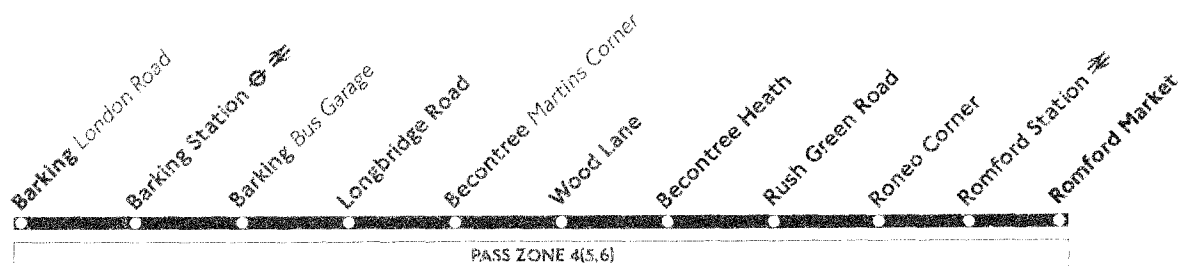 Barking London Road
Barking Station
Barking Bus Garage
Longbridge Road
Becontree Martins Corner
Wood Lane
Becontree Heath
Rush Green Road
Roneo Corner
Romford Station
Romford Market
PASS ZONE 4(5,6)